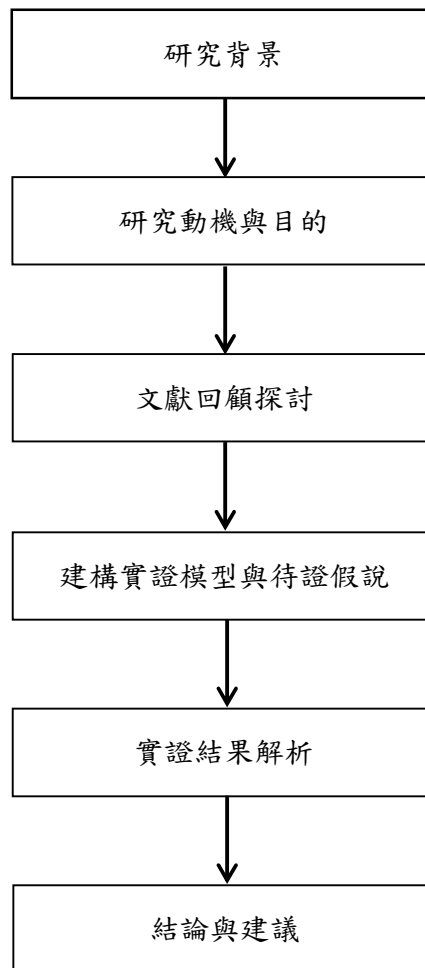 研究背景
研究動機與目的
文獻回顧探討
建構實證模型與待證假說
實證結果解析
結論與建議